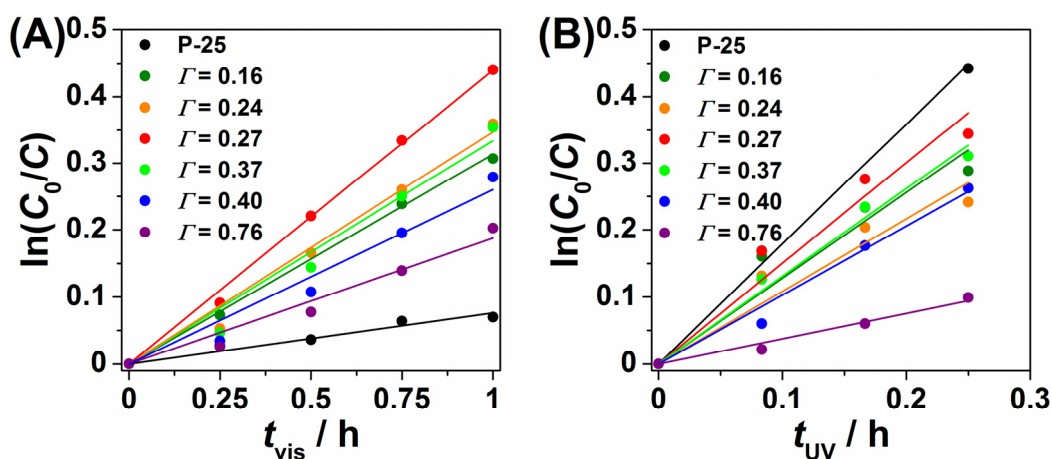 (A)
ln(C₀/C)
0.5
0.4
0.3
0.2
0.1
0
P-25
Γ = 0.16
Γ = 0.24
Γ = 0.27
Γ = 0.37
Γ = 0.40
Γ = 0.76
0 0.25 0.50 0.75 1
t_vis / h
(B)
ln(C₀/C)
0.5
0.4
0.3
0.2
0.1
0
P-25
Γ = 0.16
Γ = 0.24
Γ = 0.27
Γ = 0.37
Γ = 0.40
Γ = 0.76
0 0.1 0.2 0.3
t_UV / h